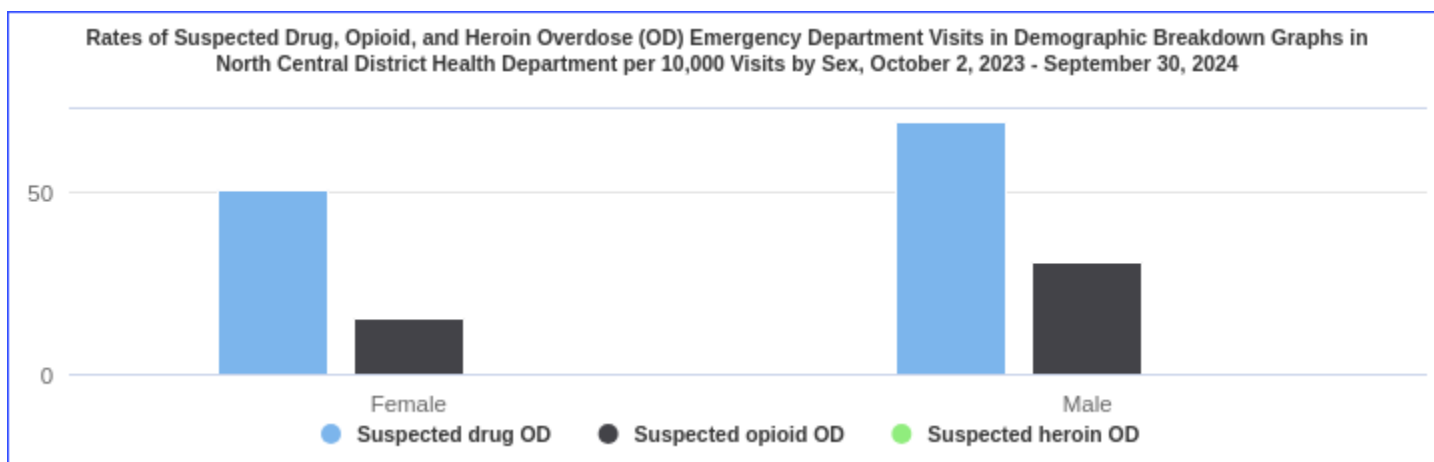 Rates of Suspected Drug, Opioid, and Heroin Overdose (OD) Emergency Department Visits in Demographic Breakdown Graphs in
North Central District Health Department per 10,000 Visits by Sex, October 2, 2023 - September 30, 2024
50
0
Female Male
Suspected drug OD Suspected opioid OD Suspected heroin OD